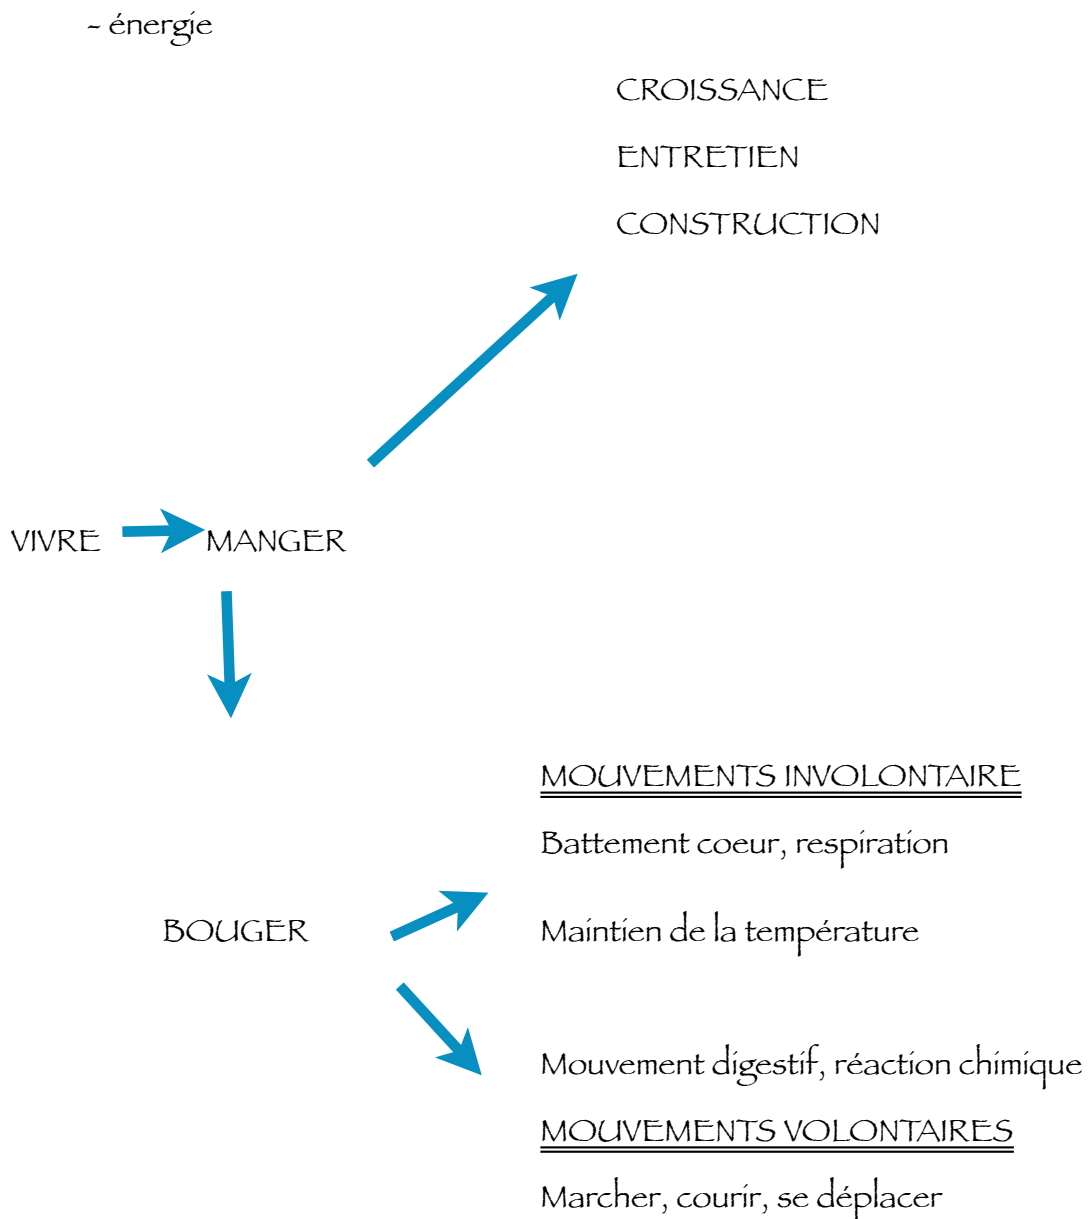 - énergie
CROISSANCE
ENTRETIEN
CONSTRUCTION
VIVRE MANGER
MOUVEMENTS INVOLONTAIRE
Battement coeur, respiration
BOUGER Maintien de la température
Mouvement digestif, réaction chimique
MOUVEMENTS VOLONTAIRES
Marcher, courir, se déplacer